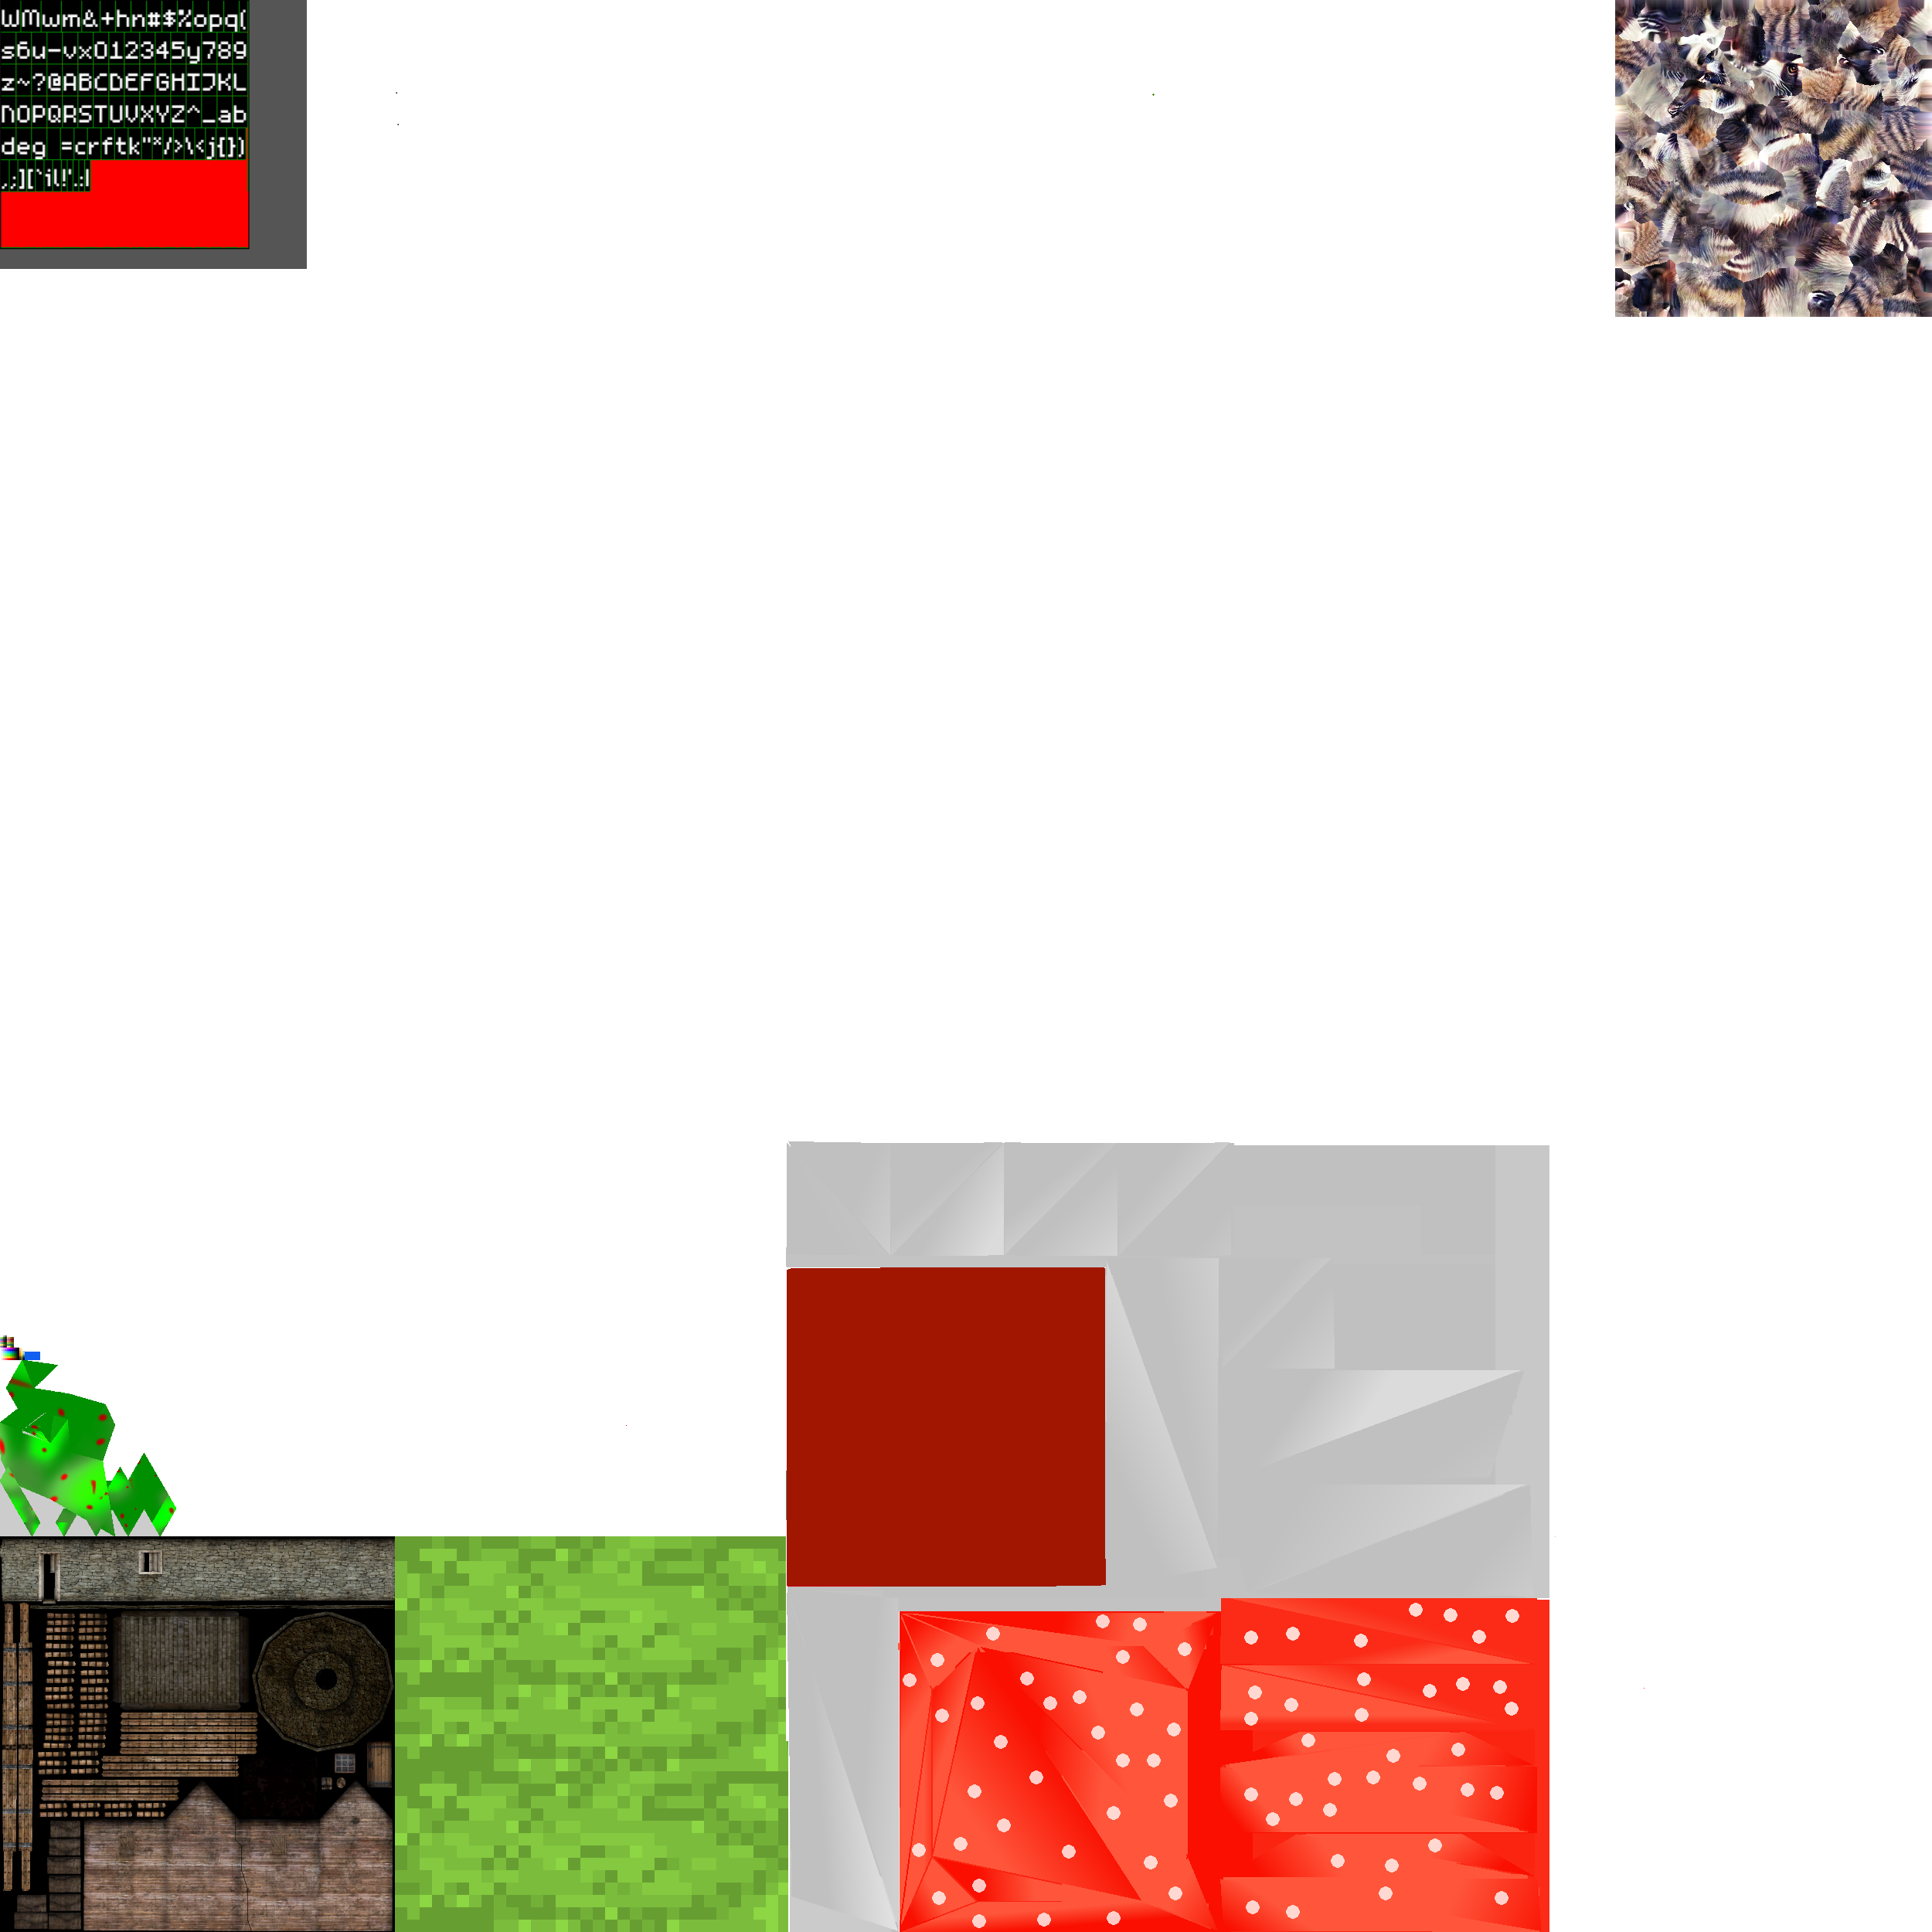 WMwm&+hn#$%opq(
s6u-vx012345y789
z~?@ABCDEFGHIJKL
NOPQRSTUVXYZ^_ab
deg =crftk"*/>\<j{})
,;][`il!'.:|